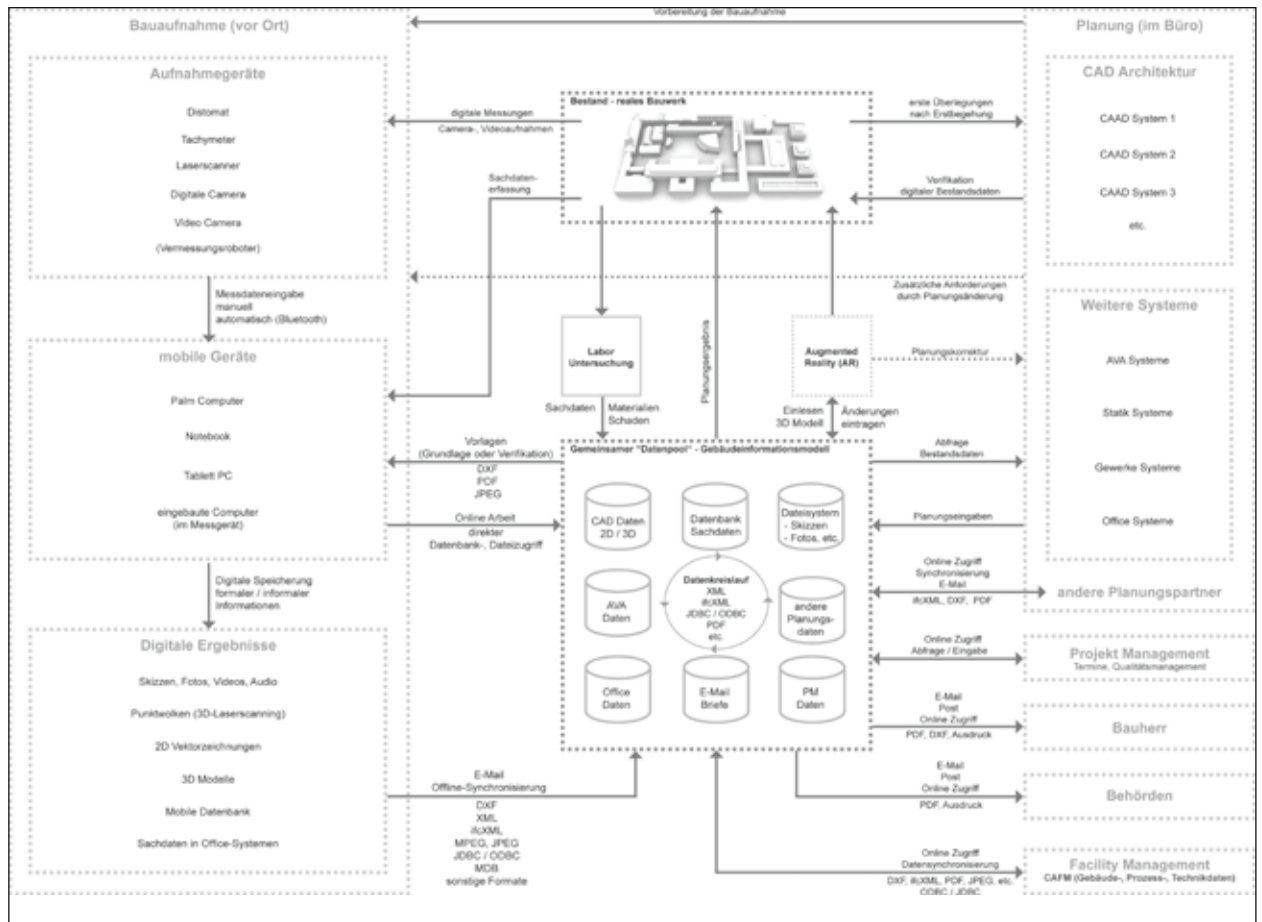 Vorbereitung der Bauaufnahme
Bauaufnahme (vor Ort)
Aufnahmegeräte
Distomat
Tachymeter
Laserscanner
Digitale Camera
Video Camera
(Vermessungsroboter)
Messdateneingabe
manuell
automatisch (Bluetooth)
mobile Geräte
Palm Computer
Notebook
Tablett PC
eingebaute Computer
(im Messgerät)
Digitale Speicherung
formaler / informaler
Informationen
Digitale Ergebnisse
Skizzen, Fotos, Videos, Audio
Punktwolken (3D-Laserscanning)
2D Vektorzeichnungen
3D Modelle
Mobile Datenbank
Sachdaten in Office-Systemen
digitale Messungen
Camera-, Videoaufnahmen
Sachdaten-
erfassung
Vorlagen
(Grundlage oder Verifikation)
DXF
PDF
JPEG
Online Arbeit
direkter
Datenbank-, Dateizugriff
E-Mail
Offline-Synchronisierung
DXF
XML
ifcXML
MPEG, JPEG
JDBC / ODBC
MDB
sonstige Formate
Bestand - reales Bauwerk
Labor
Untersuchung
Sachdaten
Materialien
Schaden
Planungsergebnis
Augmented
Reality (AR)
Einlesen
3D Modell
Änderungen
eintragen
Gemeinsamer "Datenpool" - Gebäudeinformationsmodell
CAD Daten
2D / 3D
Datenbank
Sachdaten
Dateisystem
- Skizzen
- Fotos, etc.
AVA
Daten
Datenkreislauf
XML
ifcXML
JDBC / ODBC
PDF
etc.
andere
Planungs-
daten
Office
Daten
E-Mail
Briefe
PM
Daten
erste Überlegungen
nach Erstbegehung
Verifikation
digitaler Bestandsdaten
Zusätzliche Anforderungen
durch Planungsänderung
Planungskorrektur
Abfrage
Bestandsdaten
Planungseingaben
Online Zugriff
Synchronisierung
E-Mail
ifcXML, DXF, PDF
Online Zugriff
Abfrage / Eingabe
E-Mail
Post
Online Zugriff
PDF, DXF, Ausdruck
E-Mail
Post
Online Zugriff
PDF, Ausdruck
Online Zugriff
Datensynchronisierung
DXF, ifcXML, PDF, JPEG, etc.
ODBC / JDBC
Planung (im Büro)
CAD Architektur
CAAD System 1
CAAD System 2
CAAD System 3
etc.
Weitere Systeme
AVA Systeme
Statik Systeme
Gewerke Systeme
Office Systeme
andere Planungspartner
Projekt Management
Termine, Qualitätsmanagement
Bauherr
Behörden
Facility Management
CAFM (Gebäude-, Prozess-, Technikdaten)